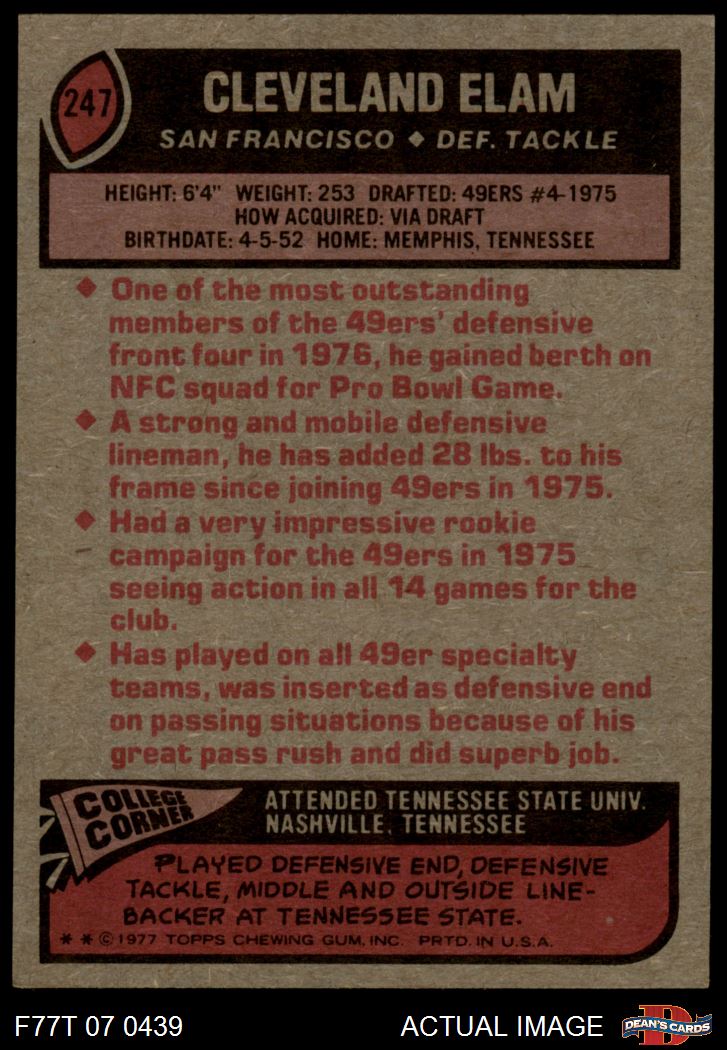 247
CLEVELAND ELAM
SAN FRANCISCO ◆ DEF. TACKLE
HEIGHT: 6'4" WEIGHT: 253 DRAFTED: 49ERS #4-1975
HOW ACQUIRED: VIA DRAFT
BIRTHDATE: 4-5-52 HOME: MEMPHIS, TENNESSEE
◆ One of the most outstanding
members of the 49ers' defensive
front four in 1976, he gained berth on
NFC squad for Pro Bowl Game.
◆ A strong and mobile defensive
lineman, he has added 28 lbs. to his
frame since joining 49ers in 1975.
◆ Had a very impressive rookie
campaign for the 49ers in 1975
seeing action in all 14 games for the
club.
◆ Has played on all 49er specialty
teams, was inserted as defensive end
on passing situations because of his
great pass rush and did superb job.
COLLEGE
CORNER
ATTENDED TENNESSEE STATE UNIV.
NASHVILLE, TENNESSEE
PLAYED DEFENSIVE END, DEFENSIVE
TACKLE, MIDDLE AND OUTSIDE LINE-
BACKER AT TENNESSEE STATE.
* * © 1977 TOPPS CHEWING GUM, INC. PRTD. IN U.S.A.
F77T 07 0439
ACTUAL IMAGE
D
DEAN'S CARDS